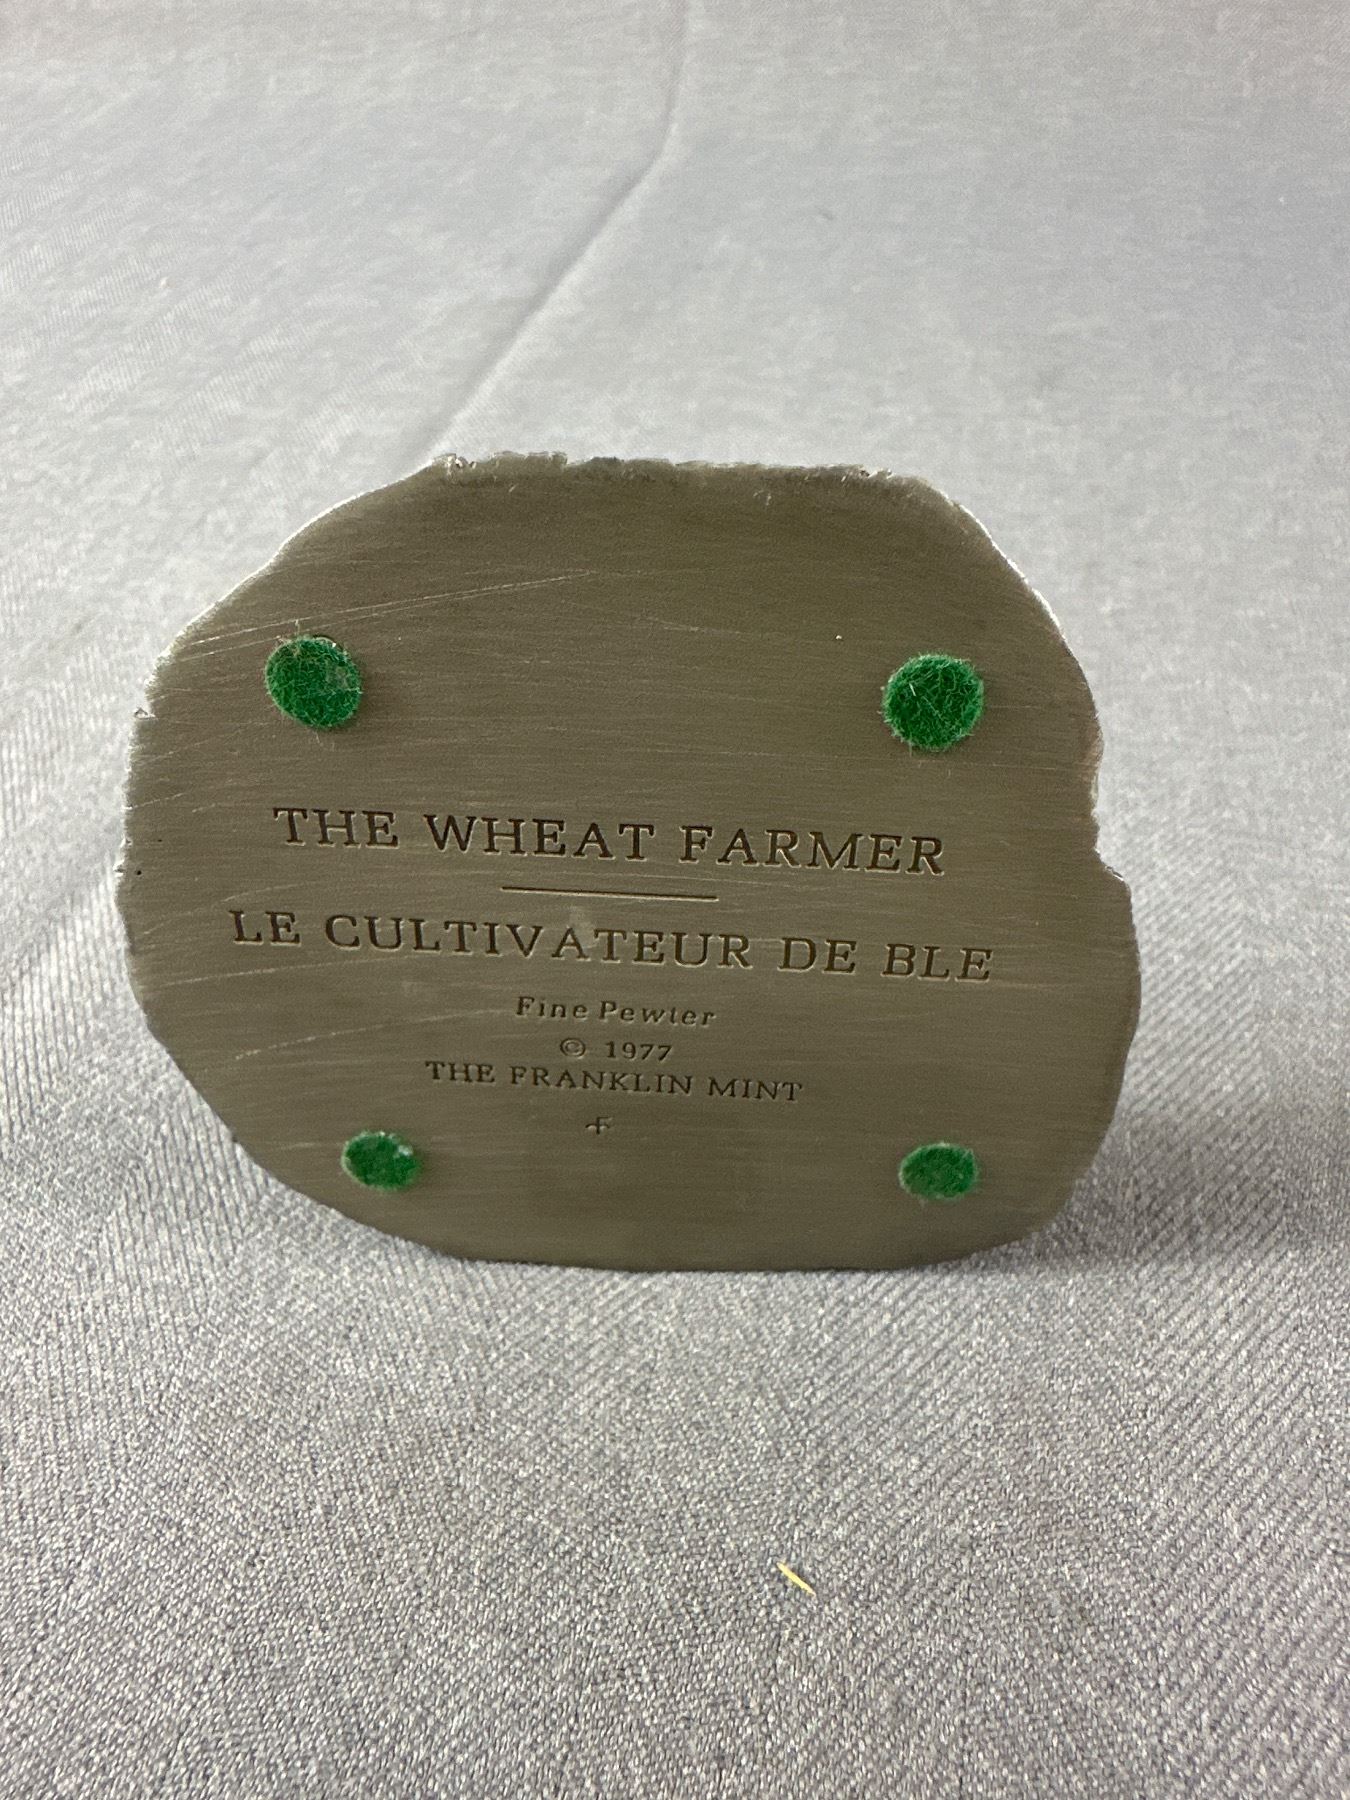 THE WHEAT FARMER
LE CULTIVATEUR DE BLE
Fine Pewter
© 1977
THE FRANKLIN MINT